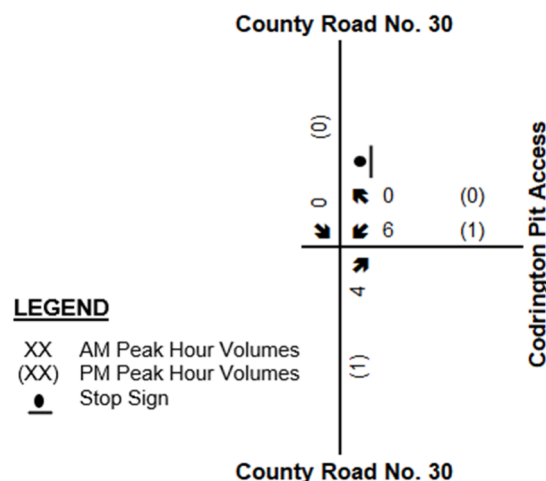 County Road No. 30
(0)
0
0 (0)
6 (1)
4
(1)
Codrington Pit Access
LEGEND
XX AM Peak Hour Volumes
(XX) PM Peak Hour Volumes
Stop Sign
County Road No. 30